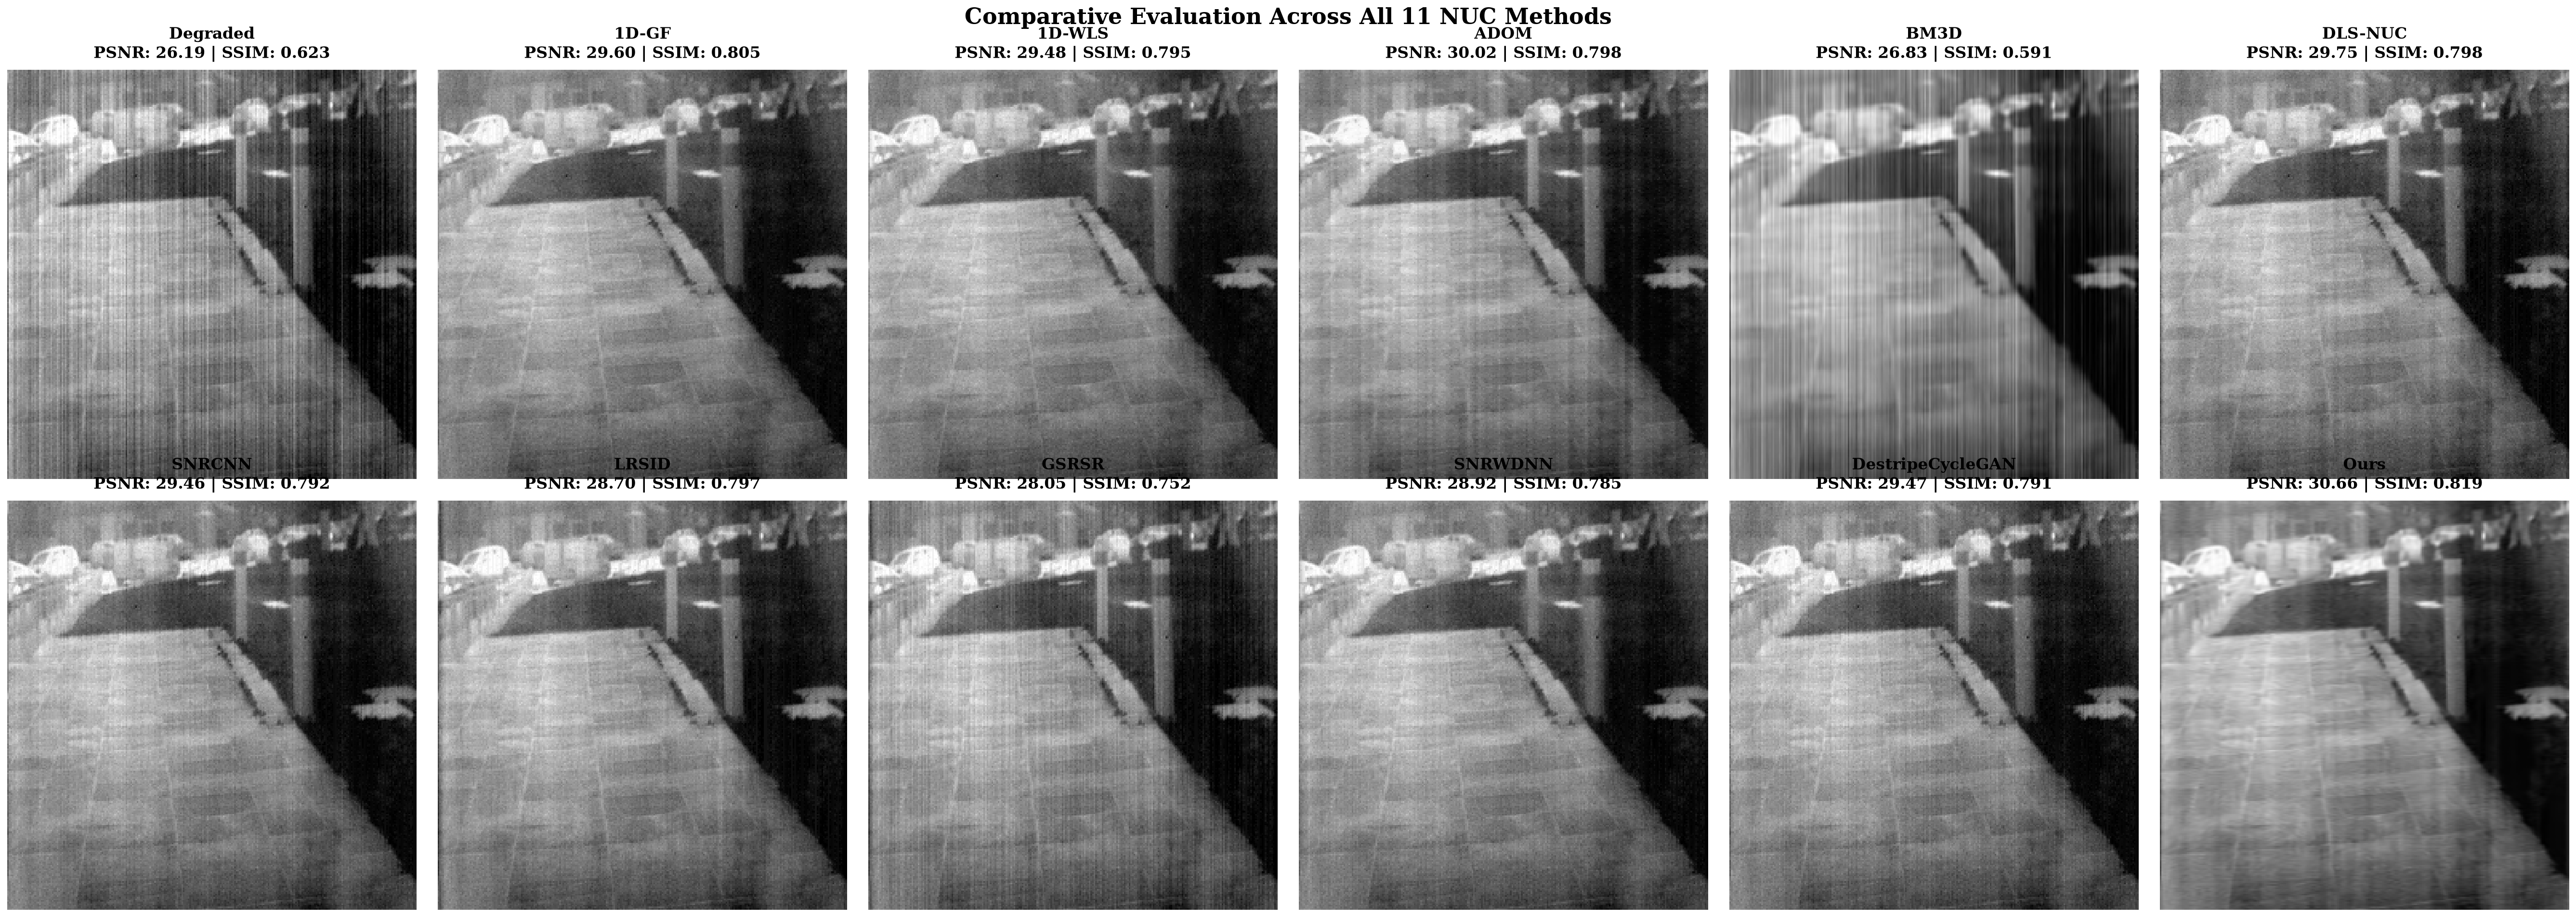 Comparative Evaluation Across All 11 NUC Methods
Degraded
PSNR: 26.19 | SSIM: 0.623
1D-GF
PSNR: 29.60 | SSIM: 0.805
1D-WLS
PSNR: 29.48 | SSIM: 0.795
ADOM
PSNR: 30.02 | SSIM: 0.798
BM3D
PSNR: 26.83 | SSIM: 0.591
DLS-NUC
PSNR: 29.75 | SSIM: 0.798
SNRCNN
PSNR: 29.46 | SSIM: 0.792
LRSID
PSNR: 28.70 | SSIM: 0.797
GSRSR
PSNR: 28.05 | SSIM: 0.752
SNRWDNN
PSNR: 28.92 | SSIM: 0.785
DestripeCycleGAN
PSNR: 29.47 | SSIM: 0.791
Ours
PSNR: 30.66 | SSIM: 0.819